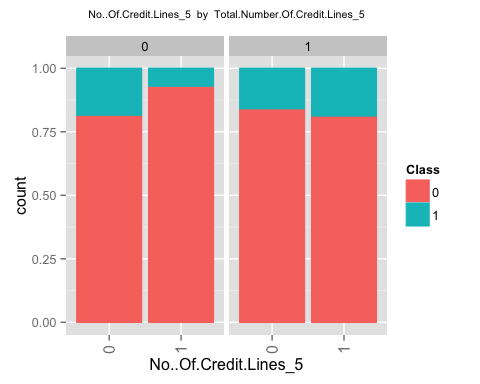 No..Of.Credit.Lines_5 by Total.Number.Of.Credit.Lines_5
0 1
1.00
0.75
0.50
0.25
0.00
count
0 1 0 1
No..Of.Credit.Lines_5
Class
0
1